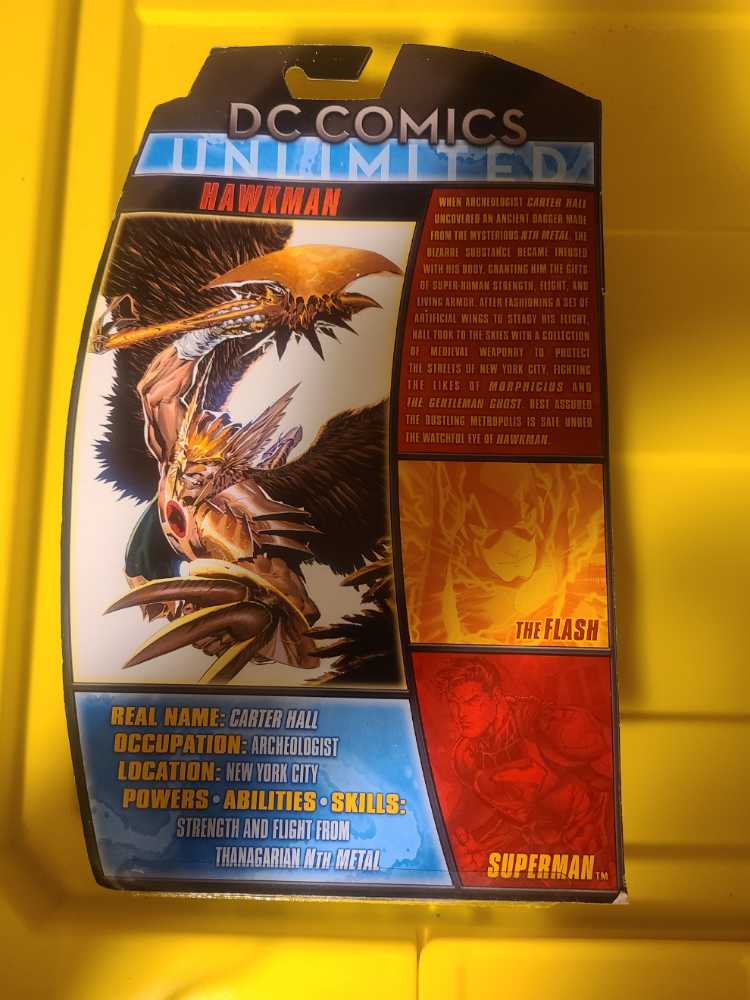 DC COMICS
UNLIMITED
HAWKMAN
WHEN ARCHEOLOGIST CARTER HALL
UNCOVERED AN ANCIENT DAGGER MADE
FROM THE MYSTERIOUS NTH METAL, THE
BIZARRE SUBSTANCE BECAME INFUSED
WITH HIS BODY, GRANTING HIM THE GIFTS
OF SUPER-HUMAN STRENGTH, FLIGHT, AND
LIVING ARMOR. AFTER FASHIONING A SET OF
ARTIFICIAL WINGS TO STEADY HIS FLIGHT,
HALL TOOK TO THE SKIES WITH A COLLECTION
OF MEDIEVAL WEAPONRY TO PROTECT
THE STREETS OF NEW YORK CITY, FIGHTING
THE LIKES OF MORPHICIUS AND
THE GENTLEMAN GHOST. BEST ASSURED
THE BUSTLING METROPOLIS IS SAFE UNDER
THE WATCHFUL EYE OF HAWKMAN.
THE FLASH
SUPERMAN™
REAL NAME: CARTER HALL
OCCUPATION: ARCHEOLOGIST
LOCATION: NEW YORK CITY
POWERS • ABILITIES • SKILLS:
STRENGTH AND FLIGHT FROM
THANAGARIAN NTH METAL